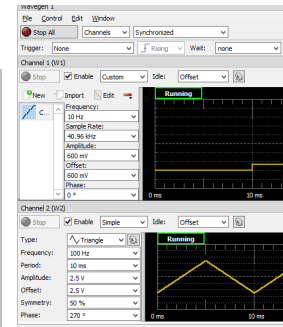 Wavegen 1
File Control Edit Window
Stop All Channels Synchronized
Trigger: None Rising Wait: none
Channel 1 (W1)
Stop Enable Custom Idle: Offset
New Import Edit
Running
C...
Frequency:
10 Hz
Sample Rate:
40.96 kHz
Amplitude:
600 mV
Offset:
600 mV
Phase:
0 °
0 ms 10 ms
Channel 2 (W2)
Stop Enable Simple Idle: Offset
Type: Triangle
Running
Frequency: 100 Hz
Period: 10 ms
Amplitude: 2.5 V
Offset: 2.5 V
Symmetry: 50 %
Phase: 270 °
0 ms 10 ms